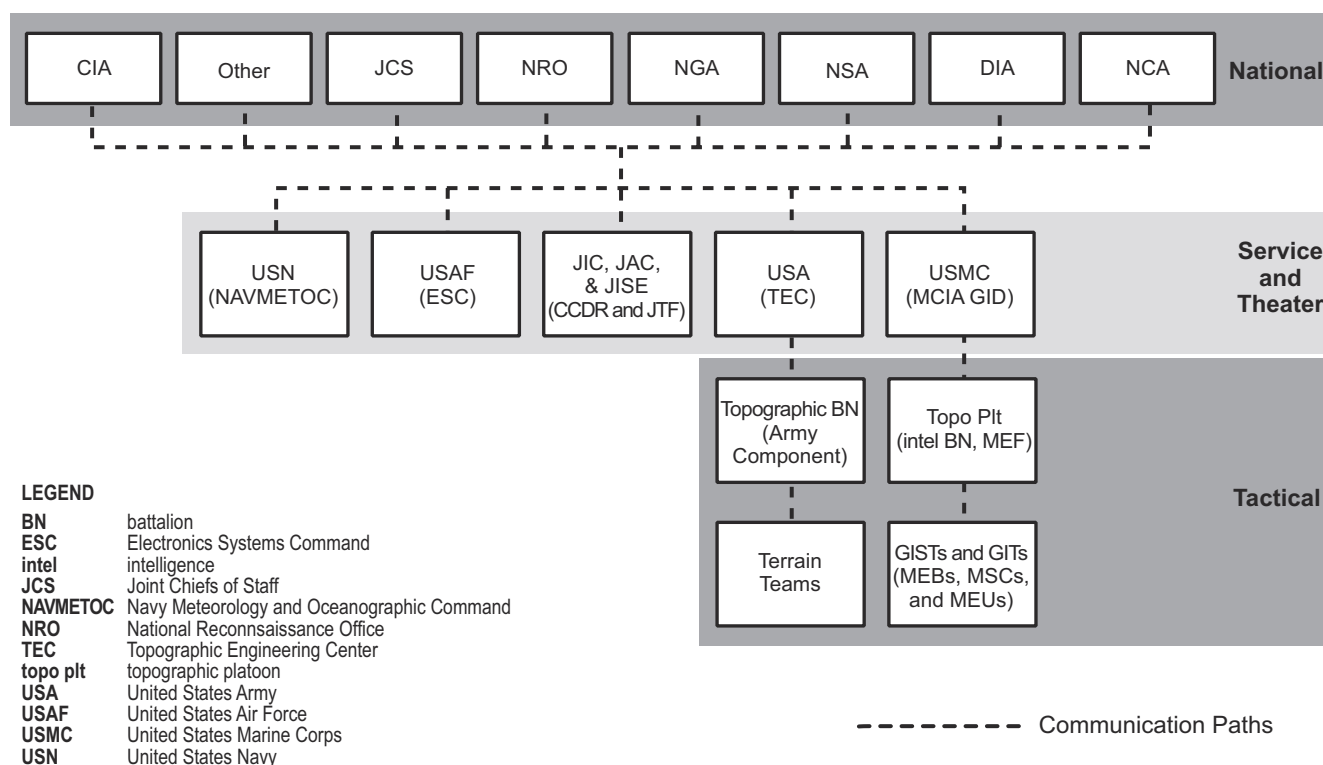 CIA
Other
JCS
NRO
NGA
NSA
DIA
NCA
National
USN
(NAVMETOC)
USAF
(ESC)
JIC, JAC,
& JISE
(CCDR and JTF)
USA
(TEC)
USMC
(MCIA GID)
Service
and
Theater
Topographic BN
(Army
Component)
Topo Plt
(intel BN, MEF)
Terrain
Teams
GISTs and GITs
(MEBs, MSCs,
and MEUs)
Tactical
LEGEND
BN battalion
ESC Electronics Systems Command
intel intelligence
JCS Joint Chiefs of Staff
NAVMETOC Navy Meteorology and Oceanographic Command
NRO National Reconnsaissance Office
TEC Topographic Engineering Center
topo plt topographic platoon
USA United States Army
USAF United States Air Force
USMC United States Marine Corps
USN United States Navy
Communication Paths